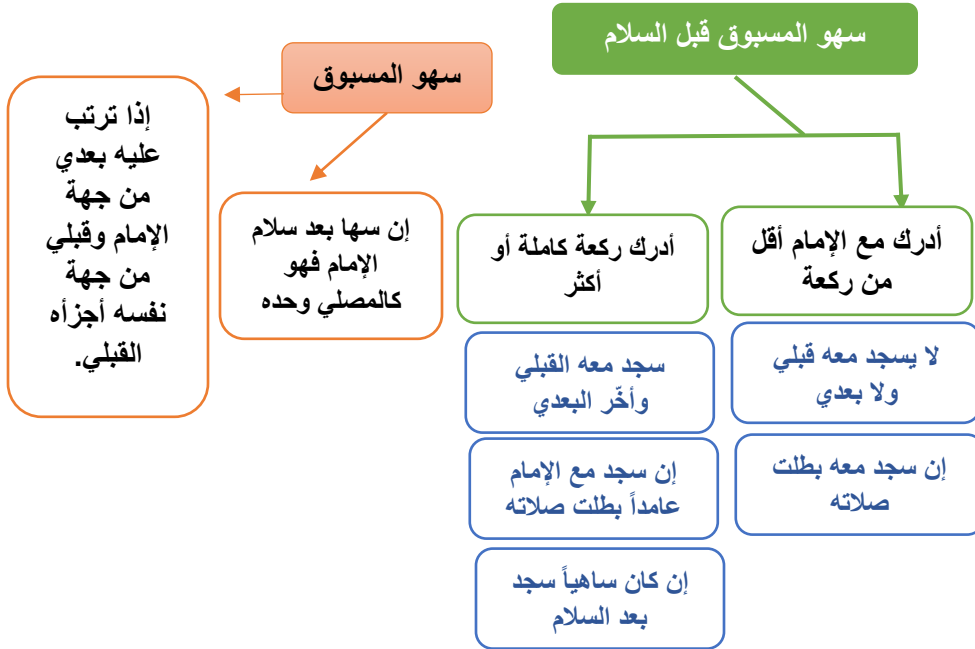 سهو المسبوق قبل السلام
أدرك مع الإمام أقل
من ركعة
لا يسجد معه قبلي
ولا بعدي
إن سجد معه بطلت
صلاته
أدرك ركعة كاملة أو
أكثر
سجد معه القبلي
وأخّر البعدي
إن سجد مع الإمام
عامداً بطلت صلاته
إن كان ساهياً سجد
بعد السلام
سهو المسبوق
إن سها بعد سلام
الإمام فهو
كالمصلي وحده
إذا ترتب
عليه بعدي
من جهة
الإمام وقبلي
من جهة
نفسه أجزأه
القبلي.